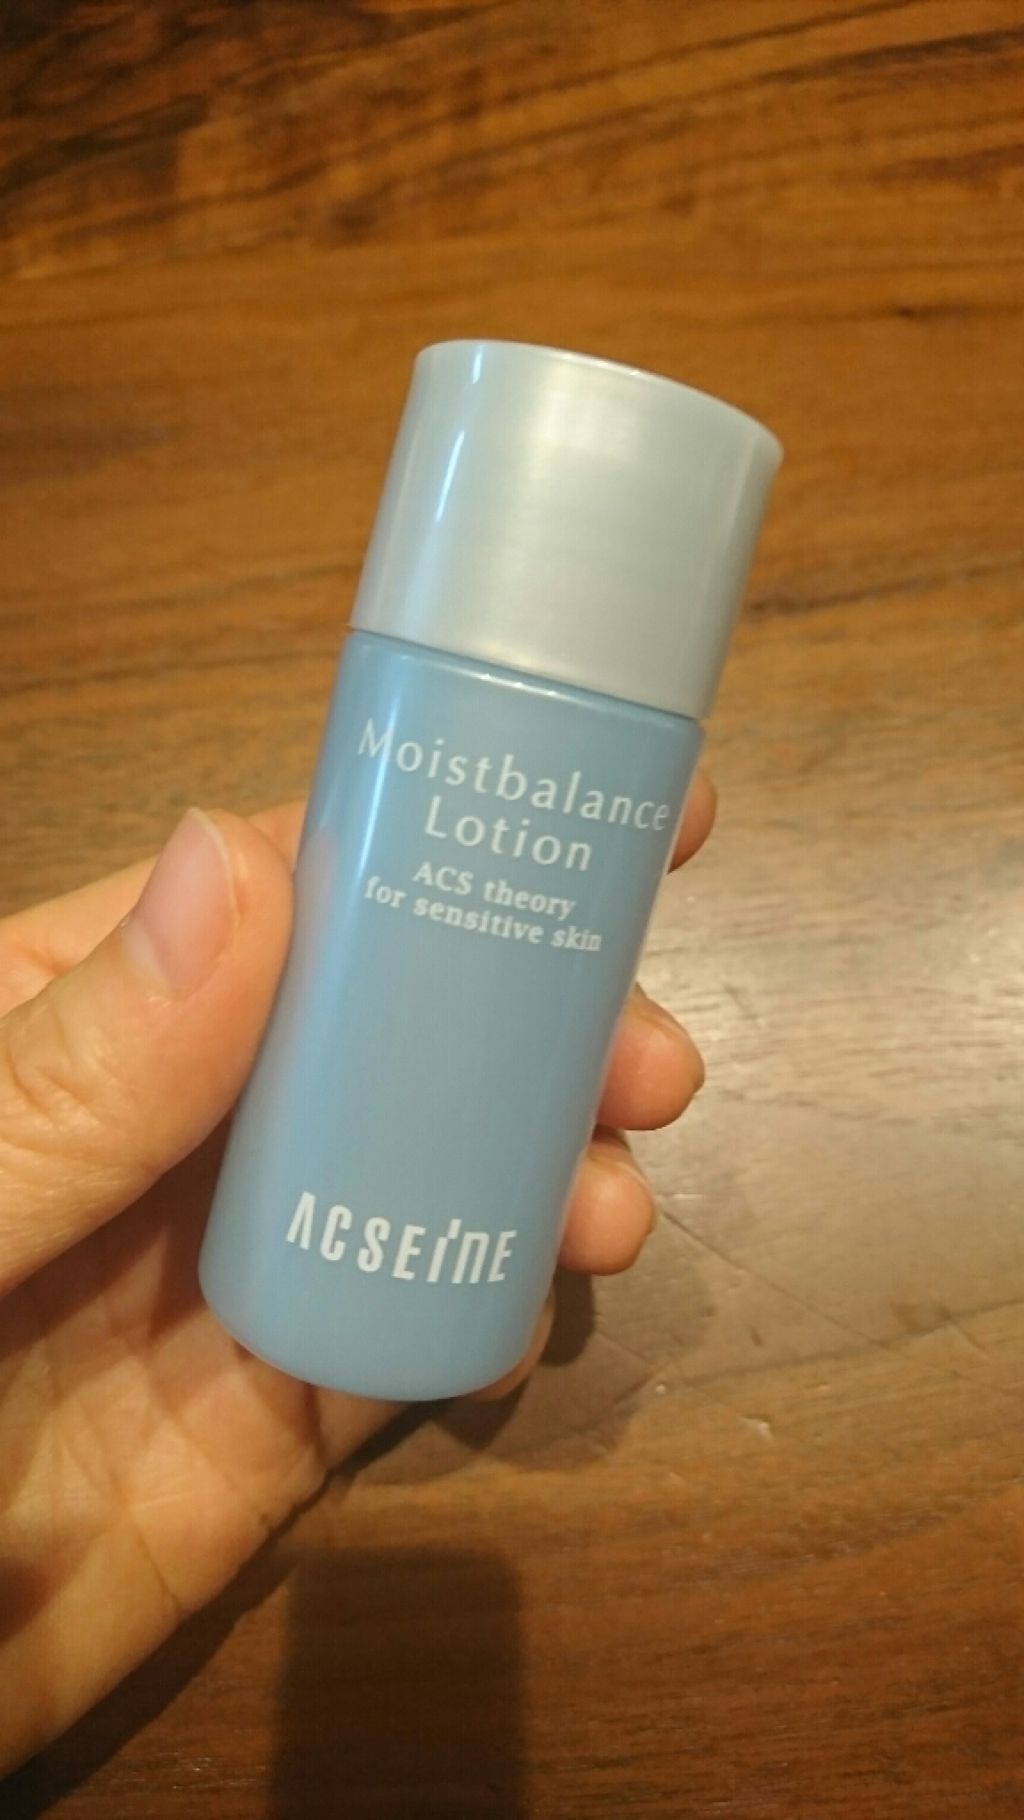 Moistbalance
Lotion
ACS theory
for sensitive skin
ACSEINE